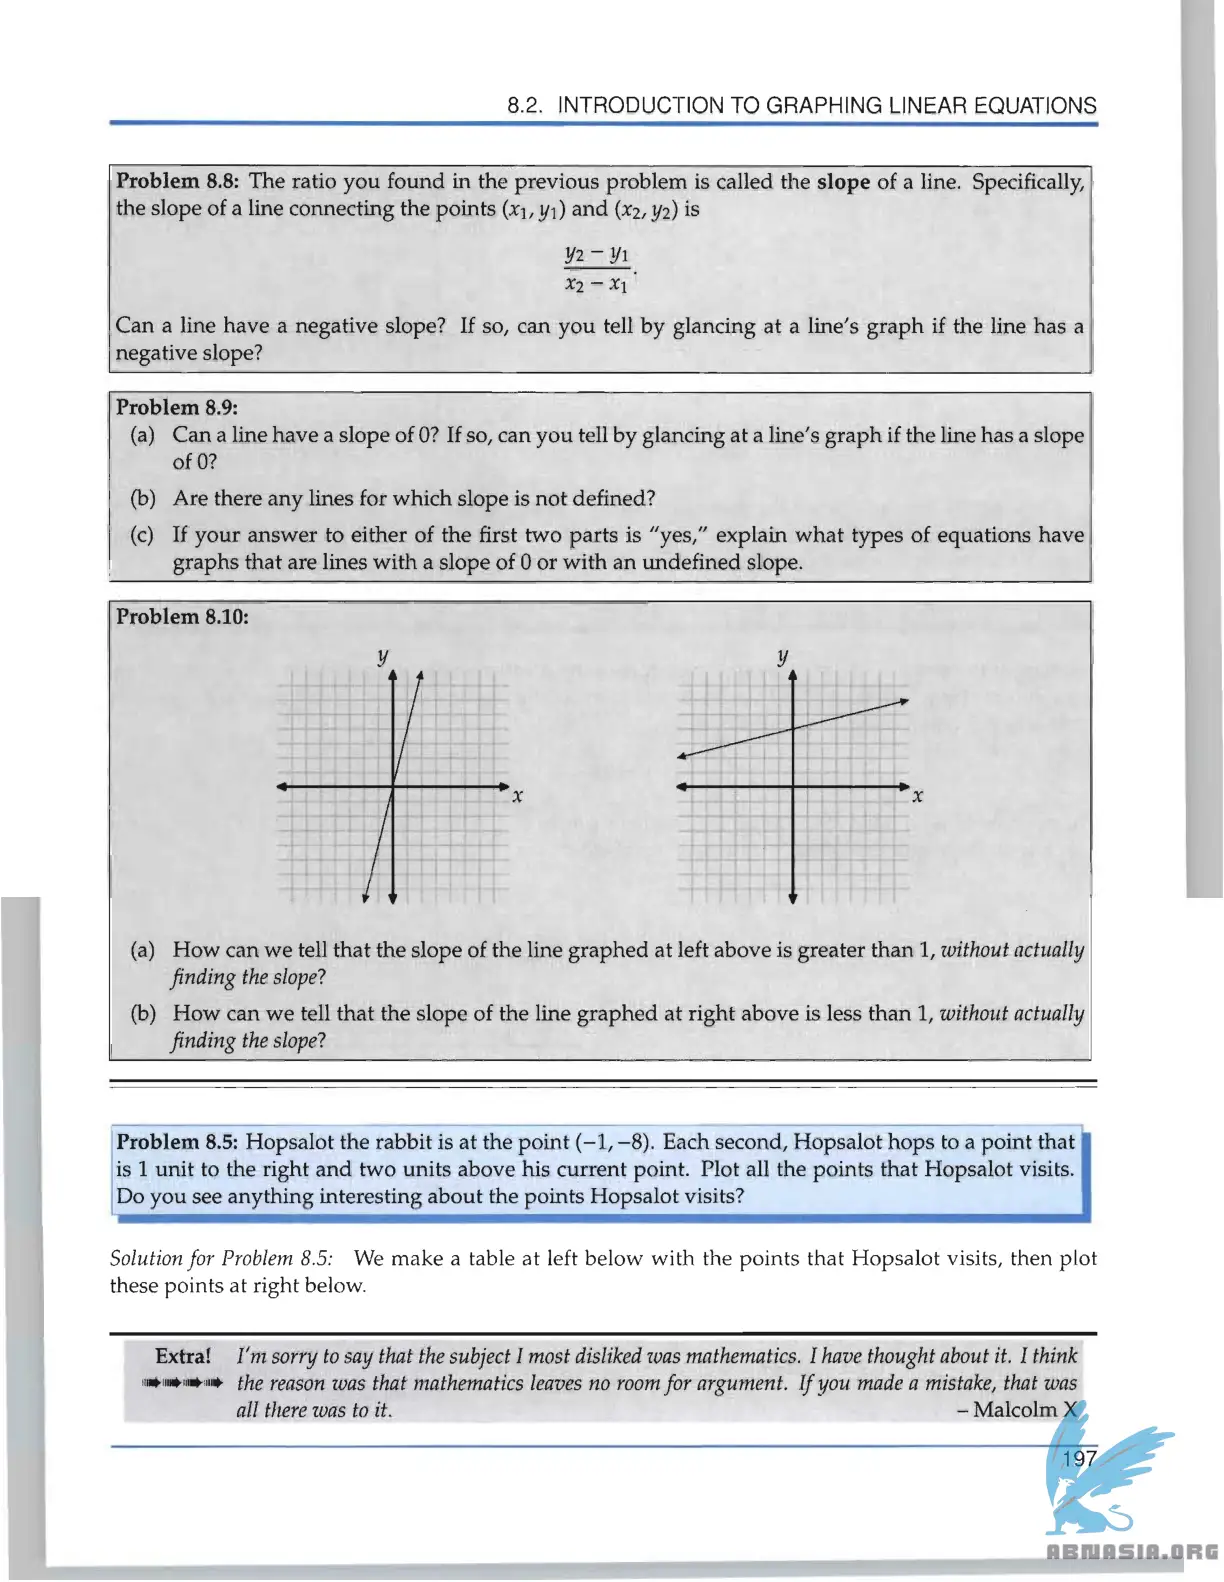 8.2. INTRODUCTION TO GRAPHING LINEAR EQUATIONS
Problem 8.8: The ratio you found in the previous problem is called the slope of a line. Specifically,
the slope of a line connecting the points (x₁, y₁) and (x₂, y₂) is
y₂ − y₁
x₂ − x₁ .
Can a line have a negative slope? If so, can you tell by glancing at a line's graph if the line has a
negative slope?
Problem 8.9:
(a) Can a line have a slope of 0? If so, can you tell by glancing at a line's graph if the line has a slope
of 0?
(b) Are there any lines for which slope is not defined?
(c) If your answer to either of the first two parts is "yes," explain what types of equations have
graphs that are lines with a slope of 0 or with an undefined slope.
Problem 8.10:
y y
x x
(a) How can we tell that the slope of the line graphed at left above is greater than 1, without actually
finding the slope?
(b) How can we tell that the slope of the line graphed at right above is less than 1, without actually
finding the slope?
Problem 8.5: Hopsalot the rabbit is at the point (−1, −8). Each second, Hopsalot hops to a point that
is 1 unit to the right and two units above his current point. Plot all the points that Hopsalot visits.
Do you see anything interesting about the points Hopsalot visits?
Solution for Problem 8.5: We make a table at left below with the points that Hopsalot visits, then plot
these points at right below.
Extra! I'm sorry to say that the subject I most disliked was mathematics. I have thought about it. I think
the reason was that mathematics leaves no room for argument. If you made a mistake, that was
all there was to it. – Malcolm X
197
ABMASIA.ORG